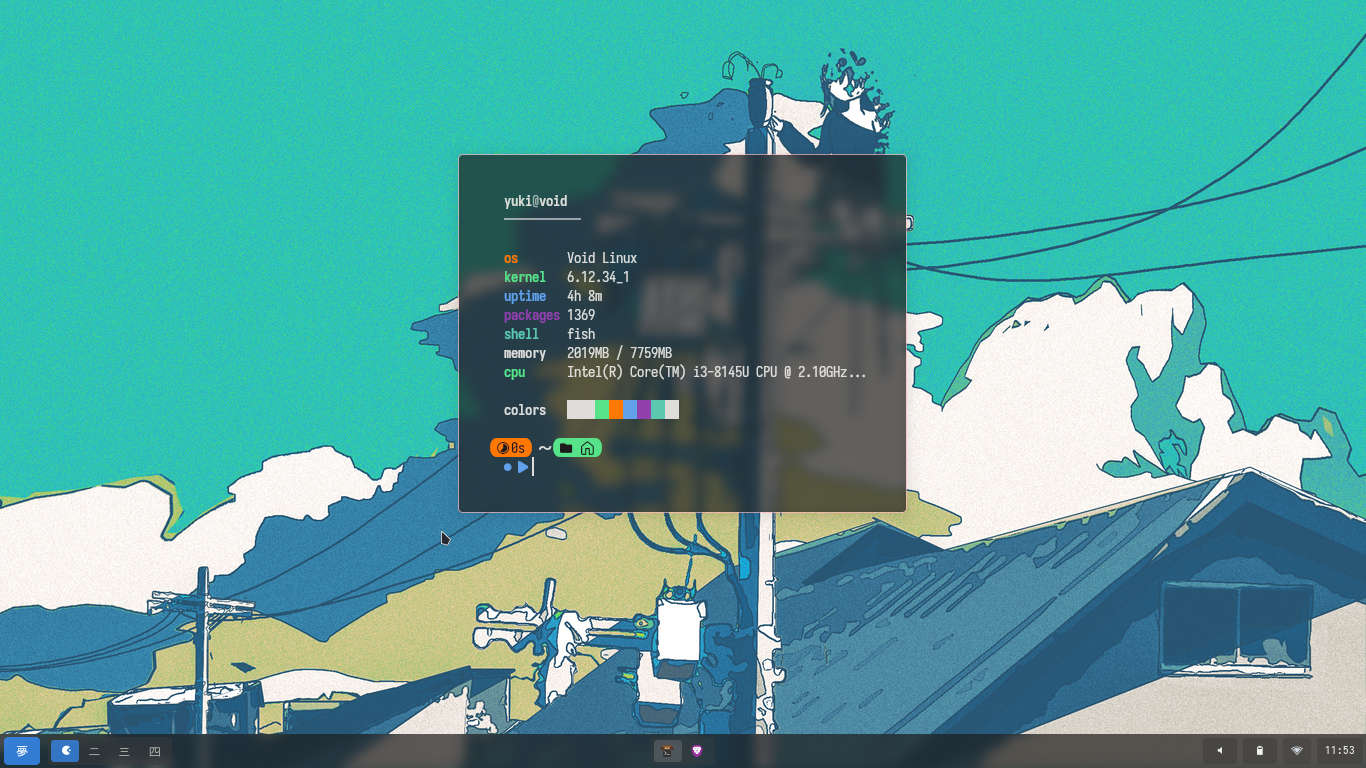 yuki@void
os Void Linux
kernel 6.12.34_1
uptime 4h 8m
packages 1369
shell fish
memory 2019MB / 7759MB
cpu Intel(R) Core(TM) i3-8145U CPU @ 2.10GHz...
colors
0s ~
夢 二 三 四 11:53